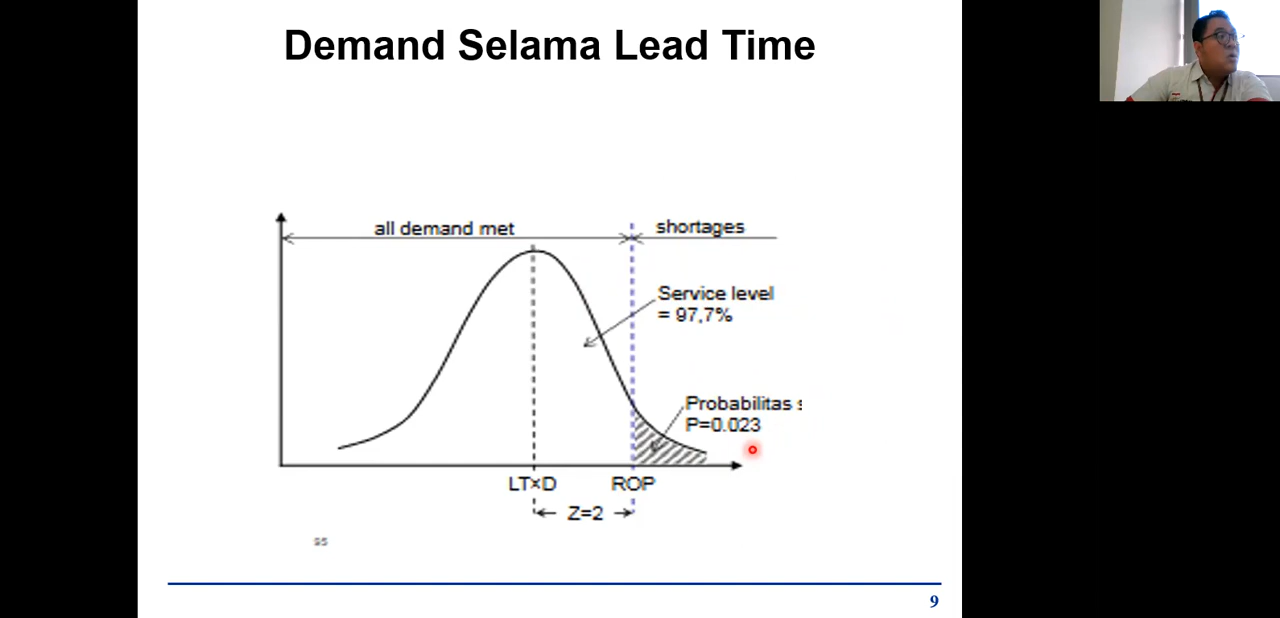 Demand Selama Lead Time
all demand met
shortages
Service level
= 97,7%
Probabilitas
P=0.023
LT×D
ROP
Z=2
9